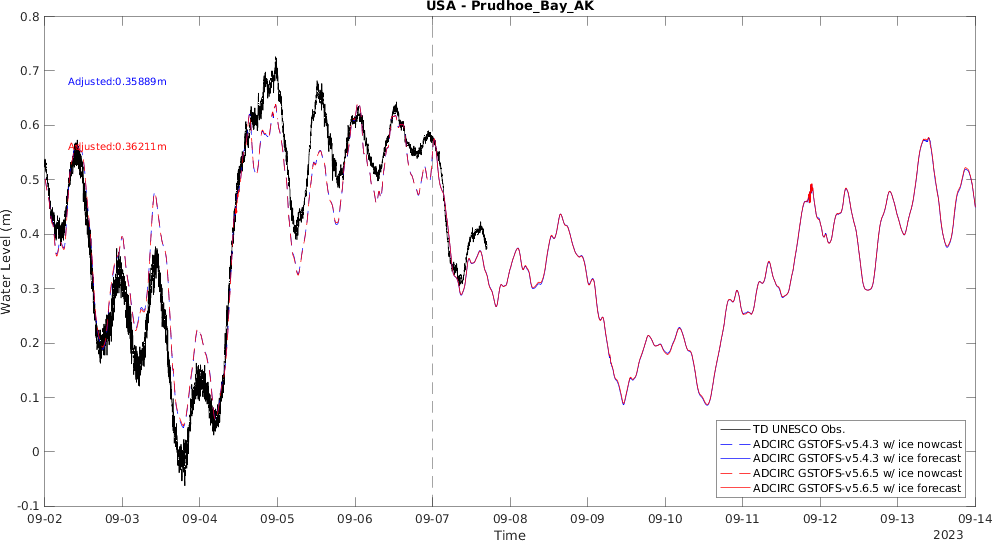 USA - Prudhoe_Bay_AK
0.8
0.7
0.6
0.5
0.4
0.3
0.2
0.1
0
-0.1
Water Level (m)
Adjusted:0.35889m
Adjusted:0.36211m
TD UNESCO Obs.
ADCIRC GSTOFS-v5.4.3 w/ ice nowcast
ADCIRC GSTOFS-v5.4.3 w/ ice forecast
ADCIRC GSTOFS-v5.6.5 w/ ice nowcast
ADCIRC GSTOFS-v5.6.5 w/ ice forecast
09-02 09-03 09-04 09-05 09-06 09-07 09-08 09-09 09-10 09-11 09-12 09-13 09-14
Time
2023